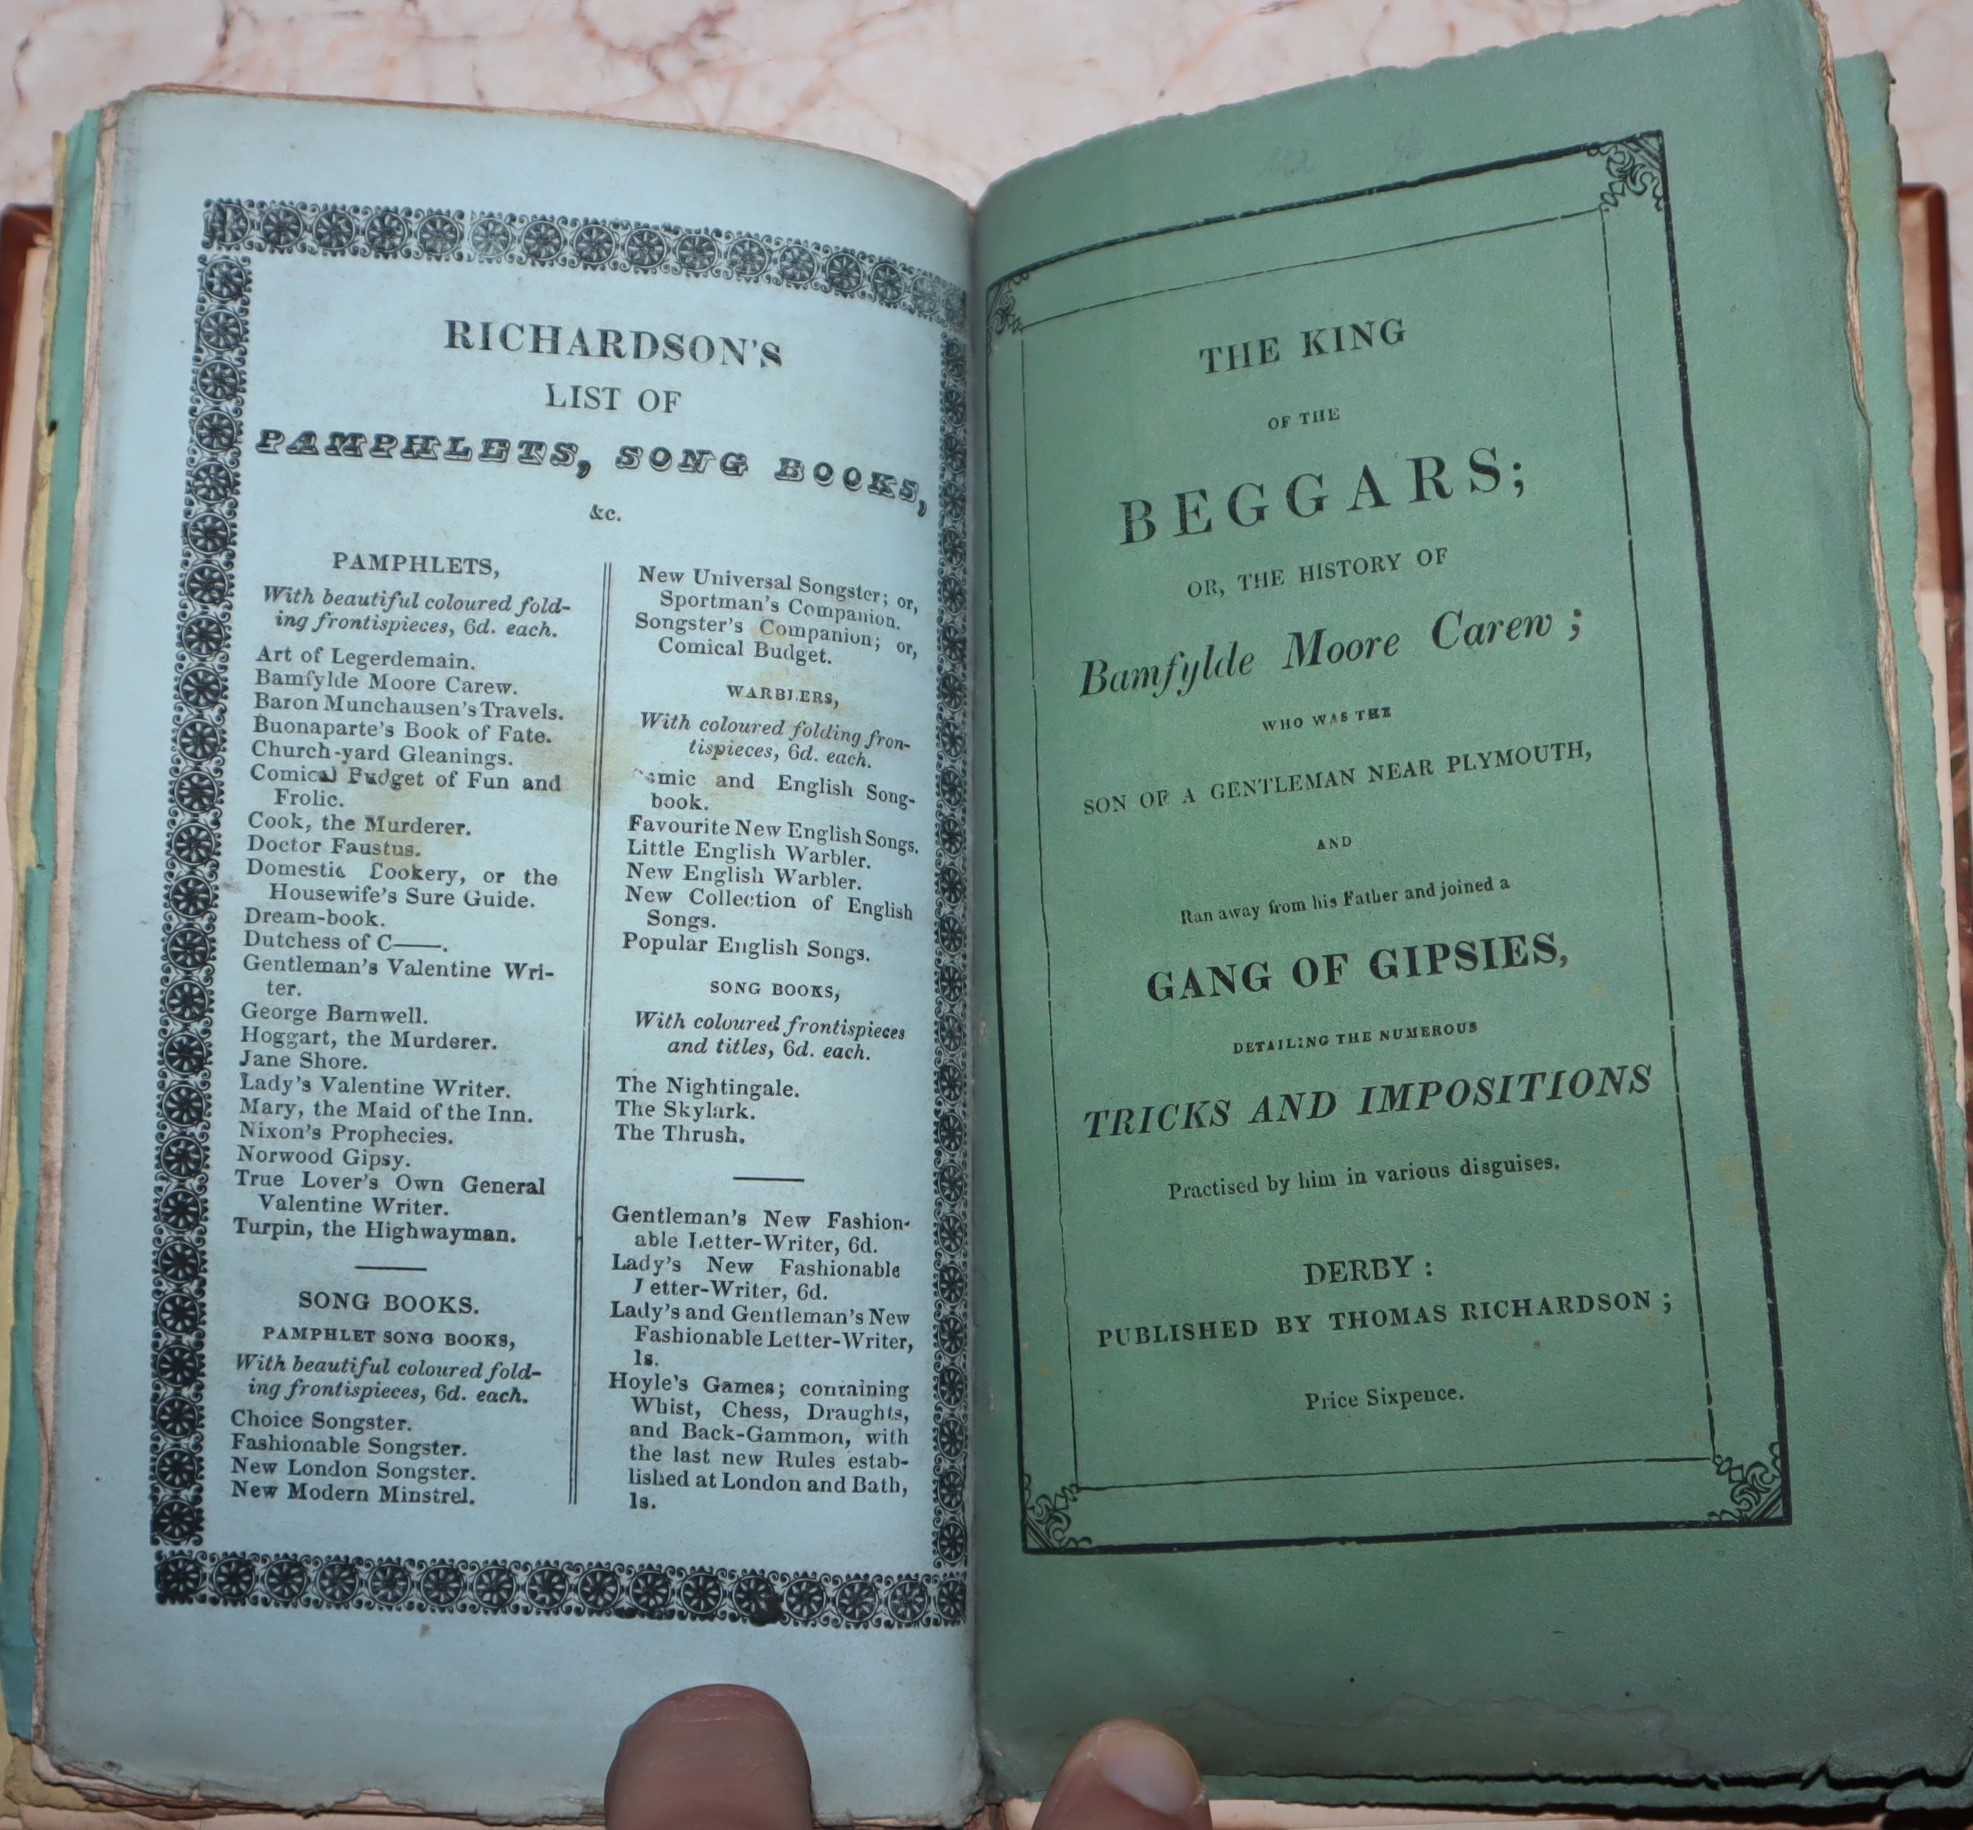 RICHARDSON'S
LIST OF
PAMPHLETS, SONG BOOKS,
&c.
PAMPHLETS,
With beautiful coloured fold-
ing frontispieces, 6d. each.
Art of Legerdemain.
Bamfylde Moore Carew.
Baron Munchausen's Travels.
Buonaparte's Book of Fate.
Church-yard Gleanings.
Comical Budget of Fun and
Frolic.
Cook, the Murderer.
Doctor Faustus.
Domestic Cookery, or the
Housewife's Sure Guide.
Dream-book.
Dutchess of C——.
Gentleman's Valentine Wri-
ter.
George Barnwell.
Hoggart, the Murderer.
Jane Shore.
Lady's Valentine Writer.
Mary, the Maid of the Inn.
Nixon's Prophecies.
Norwood Gipsy.
True Lover's Own General
Valentine Writer.
Turpin, the Highwayman.
SONG BOOKS.
PAMPHLET SONG BOOKS,
With beautiful coloured fold-
ing frontispieces, 6d. each.
Choice Songster.
Fashionable Songster.
New London Songster.
New Modern Minstrel.
New Universal Songster; or,
Sportman's Companion.
Songster's Companion; or,
Comical Budget.
WARBLERS,
With coloured folding fron-
tispieces, 6d. each.
Comic and English Song-
book.
Favourite New English Songs.
Little English Warbler.
New English Warbler.
New Collection of English
Songs.
Popular English Songs.
SONG BOOKS,
With coloured frontispieces
and titles, 6d. each.
The Nightingale.
The Skylark.
The Thrush.
Gentleman's New Fashion-
able Letter-Writer, 6d.
Lady's New Fashionable
Letter-Writer, 6d.
Lady's and Gentleman's New
Fashionable Letter-Writer,
1s.
Hoyle's Games; containing
Whist, Chess, Draughts,
and Back-Gammon, with
the last new Rules estab-
lished at London and Bath,
1s.
THE KING
OF THE
BEGGARS;
OR, THE HISTORY OF
Bamfylde Moore Carew;
WHO WAS THE
SON OF A GENTLEMAN NEAR PLYMOUTH,
AND
Ran away from his Father and joined a
GANG OF GIPSIES,
DETAILING THE NUMEROUS
TRICKS AND IMPOSITIONS
Practised by him in various disguises.
DERBY:
PUBLISHED BY THOMAS RICHARDSON;
Price Sixpence.